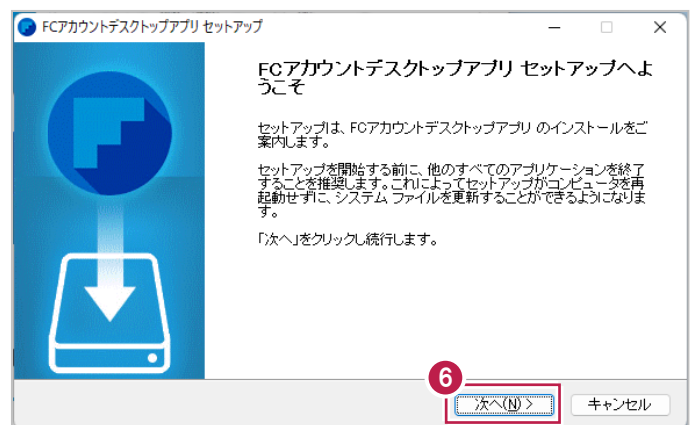 FCアカウントデスクトップアプリ セットアップ
FCアカウントデスクトップアプリ セットアップへよ
うこそ
セットアップは、FCアカウントデスクトップアプリ のインストールをご
案内します。
セットアップを開始する前に、他のすべてのアプリケーションを終了
することを推奨します。これによってセットアップがコンピュータを再
起動せずに、システム ファイルを更新することができるようになりま
す。
「次へ」をクリックし続行します。
6
次へ(N) >
キャンセル